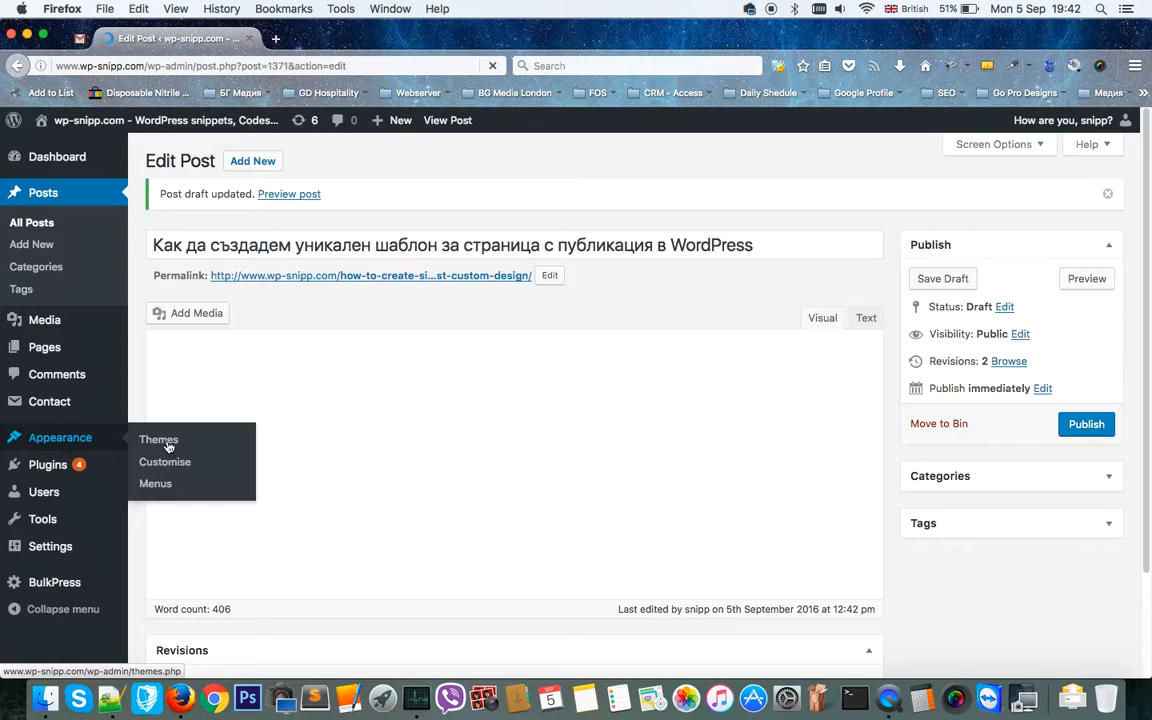 Firefox File Edit View History Bookmarks Tools Window Help British 51% Mon 5 Sep 19:42
Edit Post ‹ wp-snipp.com - ...
www.wp-snipp.com/wp-admin/post.php?post=1371&action=edit
Search
Add to List Disposable Nitrile ... БГ Медия GD Hospitality Webserver BG Media London FOS CRM - Access Daily Shedule Google Profile SEO Go Pro Designs Медия
wp-snipp.com - WordPress snippets, Codes... 6 0 New View Post How are you, snipp?
Screen Options Help
Dashboard
Posts
All Posts
Add New
Categories
Tags
Media
Pages
Comments
Contact
Appearance
Plugins 4
Users
Tools
Settings
BulkPress
Collapse menu
Themes
Customise
Menus
Edit Post Add New
Post draft updated. Preview post
Как да създадем уникален шаблон за страница с публикация в WordPress
Permalink: http://www.wp-snipp.com/how-to-create-si...st-custom-design/ Edit
Add Media
Visual Text
Word count: 406
Last edited by snipp on 5th September 2016 at 12:42 pm
Revisions
Publish
Save Draft Preview
Status: Draft Edit
Visibility: Public Edit
Revisions: 2 Browse
Publish immediately Edit
Move to Bin Publish
Categories
Tags
www.wp-snipp.com/wp-admin/themes.php